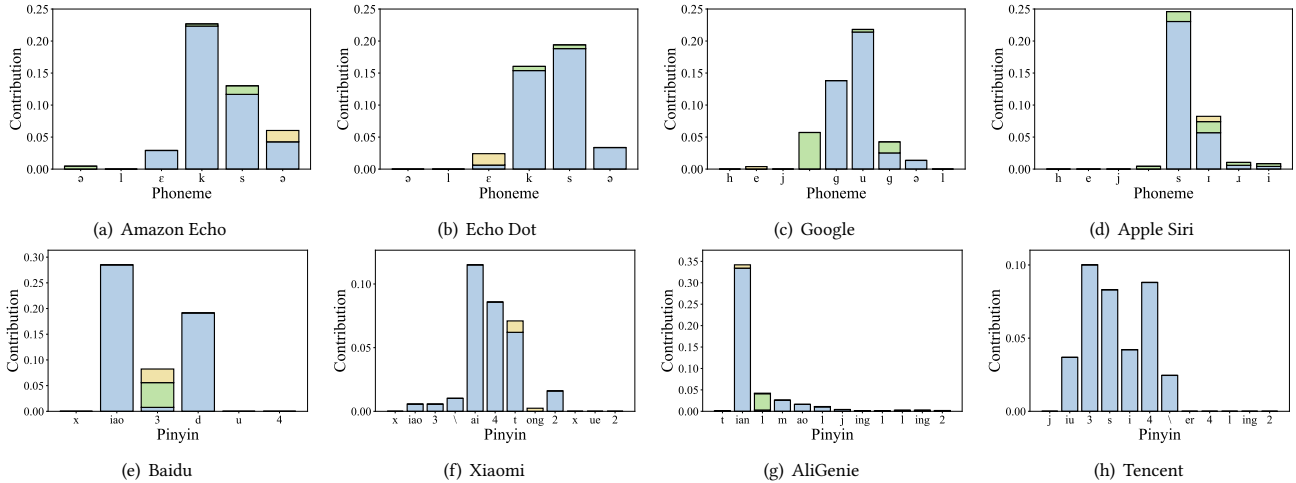 0.25
0.20
0.15
0.10
0.05
0.00
Contribution
ə l ɛ k s ə
Phoneme
(a) Amazon Echo
0.25
0.20
0.15
0.10
0.05
0.00
Contribution
ə l ɛ k s ə
Phoneme
(b) Echo Dot
0.25
0.20
0.15
0.10
0.05
0.00
Contribution
h e j g u g ə l
Phoneme
(c) Google
0.25
0.20
0.15
0.10
0.05
0.00
Contribution
h e j s ɪ ɹ i
Phoneme
(d) Apple Siri
0.30
0.25
0.20
0.15
0.10
0.05
0.00
Contribution
x iao 3 d u 4
Pinyin
(e) Baidu
0.10
0.05
0.00
Contribution
x iao 3 \ ai 4 t ong 2 x ue 2
Pinyin
(f) Xiaomi
0.35
0.30
0.25
0.20
0.15
0.10
0.05
0.00
Contribution
t ian 1 m ao 1 j ing 1 l ing 2
Pinyin
(g) AliGenie
0.10
0.05
0.00
Contribution
j iu 3 s i 4 \ er 4 l ing 2
Pinyin
(h) Tencent